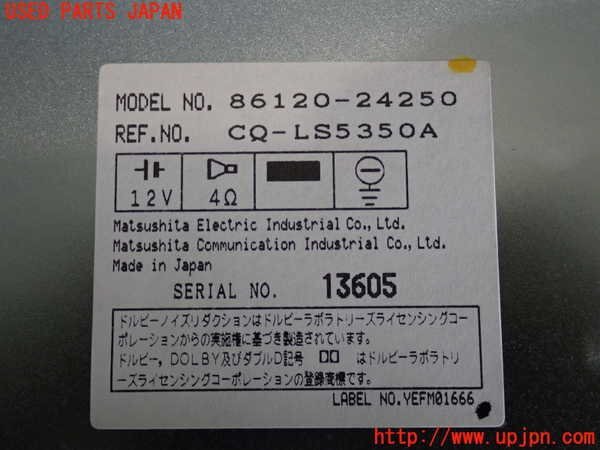 USED PARTS JAPAN
MODEL NO. 86120-24250
REF.NO. CQ-LS5350A
12V 4Ω
Matsushita Electric Industrial Co., Ltd.
Matsushita Communication Industrial Co., Ltd.
Made in Japan
SERIAL NO. 13605
ドルビーノイズリダクションはドルビーラボラトリーズライセンシングコー
ポレーションからの実施権に基づき製造されています。
ドルビー, DOLBY及びダブルD記号 はドルビーラボラトリ
ーズライセンシングコーポレーションの登録商標です。
LABEL NO.YEFM01666
http://www.upjpn.com